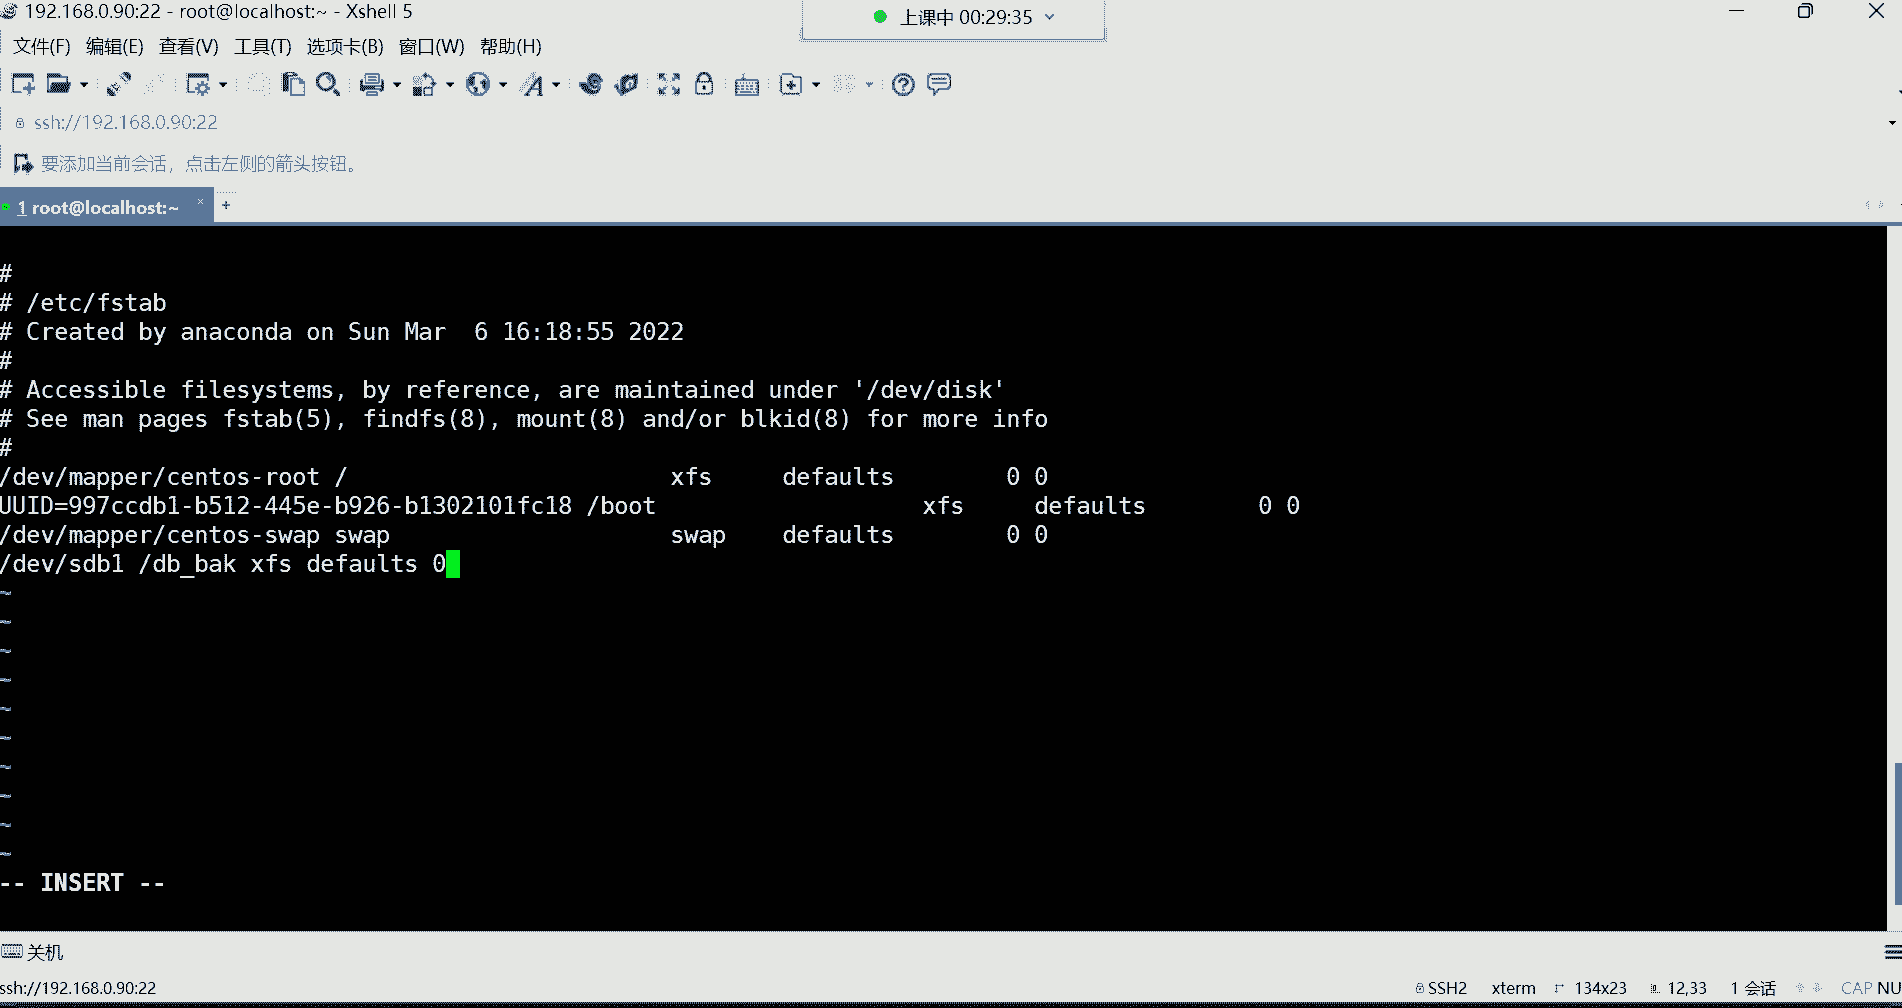 192.168.0.90:22 - root@localhost:~ - Xshell 5
上课中 00:29:35
文件(F) 编辑(E) 查看(V) 工具(T) 选项卡(B) 窗口(W) 帮助(H)
ssh://192.168.0.90:22
要添加当前会话，点击左侧的箭头按钮。
1 root@localhost:~ × +
#
# /etc/fstab
# Created by anaconda on Sun Mar  6 16:18:55 2022
#
# Accessible filesystems, by reference, are maintained under '/dev/disk'
# See man pages fstab(5), findfs(8), mount(8) and/or blkid(8) for more info
#
/dev/mapper/centos-root /                       xfs     defaults        0 0
UUID=997ccdb1-b512-445e-b926-b1302101fc18 /boot                   xfs     defaults        0 0
/dev/mapper/centos-swap swap                    swap    defaults        0 0
/dev/sdb1 /db_bak xfs defaults 0
~
~
~
~
~
~
~
~
~
~
-- INSERT --
关机
ssh://192.168.0.90:22 SSH2 xterm 134x23 12,33 1 会话 CAP NU